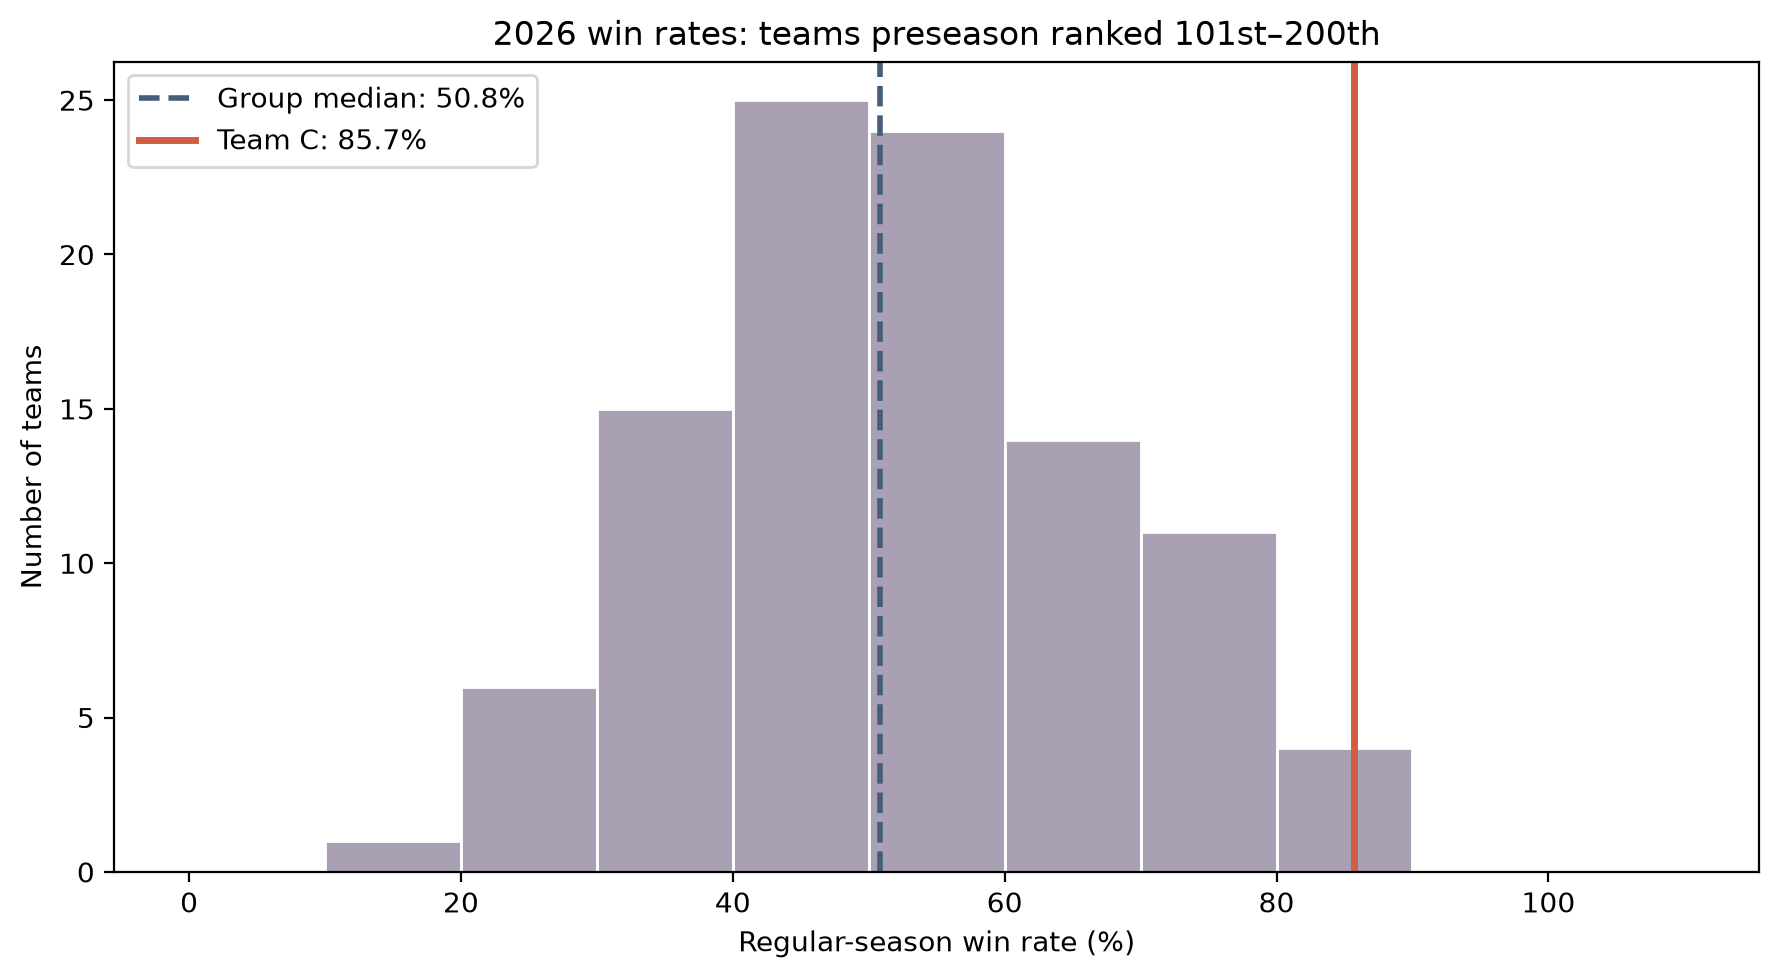 2026 win rates: teams preseason ranked 101st–200th
Group median: 50.8%
Team C: 85.7%
Number of teams
25
20
15
10
5
0
0 20 40 60 80 100
Regular-season win rate (%)